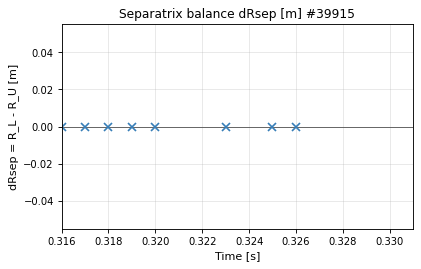 Separatrix balance dRsep [m] #39915
dRsep = R_L - R_U [m]
0.04
0.02
0.00
−0.02
−0.04
0.316 0.318 0.320 0.322 0.324 0.326 0.328 0.330
Time [s]